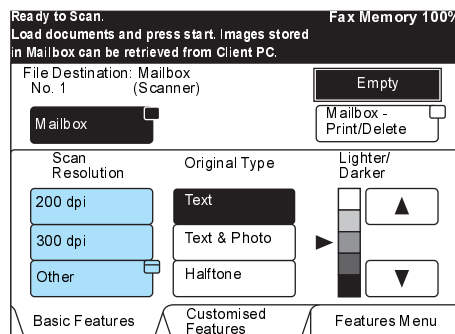 Ready to Scan.
Fax Memory 100%
Load documents and press start. Images stored
in Mailbox can be retrieved from Client PC.
File Destination: Mailbox
No. 1 (Scanner)
Empty
Mailbox
Mailbox -
Print/Delete
Scan
Resolution
Original Type
Lighter/
Darker
200 dpi
Text
300 dpi
Text & Photo
Other
Halftone
Basic Features
Customised
Features
Features Menu